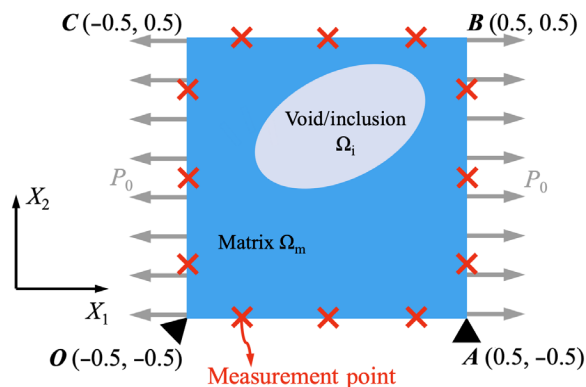 C (−0.5, 0.5)
B (0.5, 0.5)
Void/inclusion
Ωi
P0
P0
X2
Matrix Ωm
X1
O (−0.5, −0.5)
A (0.5, −0.5)
Measurement point